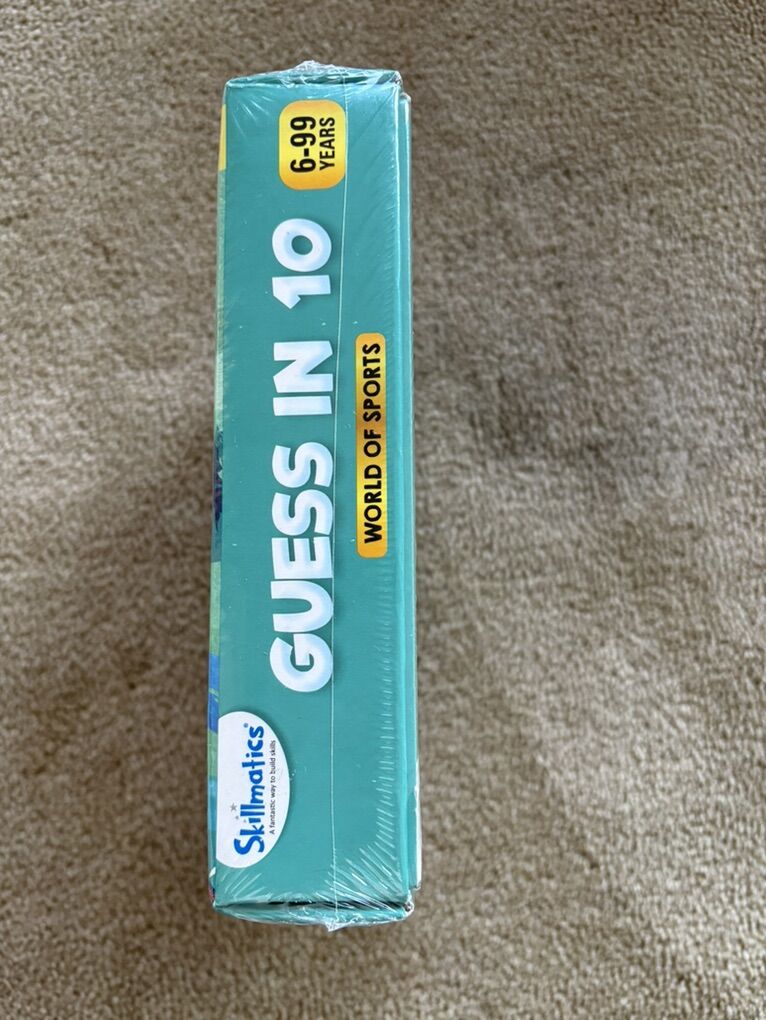 Skillmatics®
A fantastic way to build skills
GUESS IN 10
WORLD OF SPORTS
6-99
YEARS